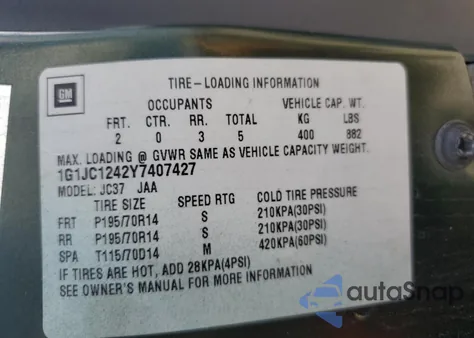 GM
TIRE-LOADING INFORMATION
OCCUPANTS VEHICLE CAP. WT.
FRT. CTR. RR. TOTAL KG LBS
2 0 3 5 400 882
MAX. LOADING @ GVWR SAME AS VEHICLE CAPACITY WEIGHT.
1G1JC1242Y7407427
MODEL: JC37 JAA
TIRE SIZE SPEED RTG COLD TIRE PRESSURE
FRT P195/70R14 S 210KPA(30PSI)
RR P195/70R14 S 210KPA(30PSI)
SPA T115/70D14 M 420KPA(60PSI)
IF TIRES ARE HOT, ADD 28KPA(4PSI)
SEE OWNER'S MANUAL FOR MORE INFORMATION
autoSnap